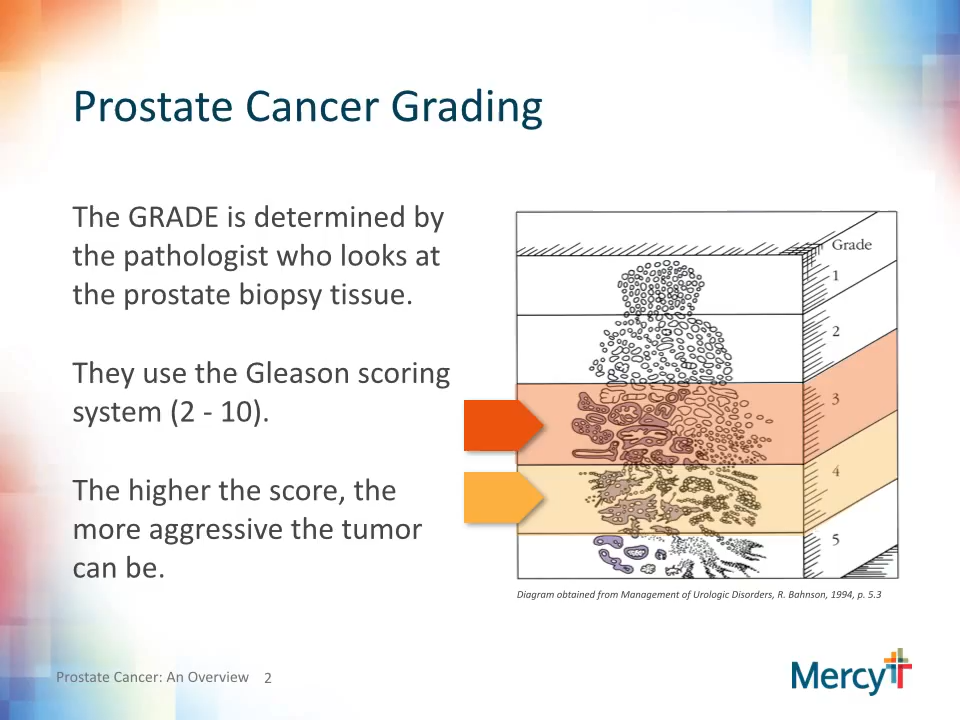 Prostate Cancer Grading
The GRADE is determined by
the pathologist who looks at
the prostate biopsy tissue.
They use the Gleason scoring
system (2 - 10).
The higher the score, the
more aggressive the tumor
can be.
Grade
1
2
3
4
5
Diagram obtained from Management of Urologic Disorders, R. Bahnson, 1994, p. 5.3
Prostate Cancer: An Overview 2
Mercy